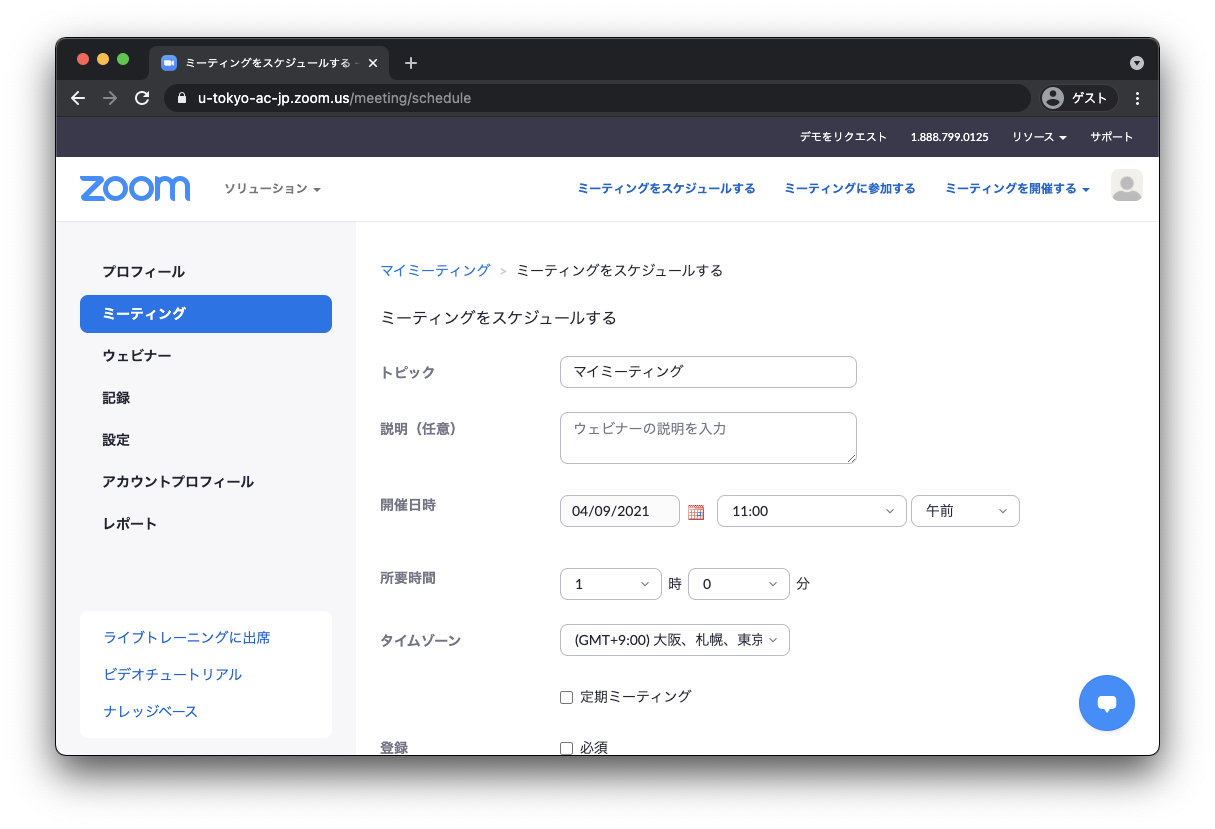 ミーティングをスケジュールする -
u-tokyo-ac-jp.zoom.us/meeting/schedule
ゲスト
デモをリクエスト 1.888.799.0125 リソース サポート
zoom ソリューション ミーティングをスケジュールする ミーティングに参加する ミーティングを開催する
プロフィール
ミーティング
ウェビナー
記録
設定
アカウントプロフィール
レポート
ライブトレーニングに出席
ビデオチュートリアル
ナレッジベース
マイミーティング > ミーティングをスケジュールする
ミーティングをスケジュールする
トピック マイミーティング
説明（任意） ウェビナーの説明を入力
開催日時 04/09/2021 11:00 午前
所要時間 1 時 0 分
タイムゾーン (GMT+9:00) 大阪、札幌、東京
定期ミーティング
登録 必須